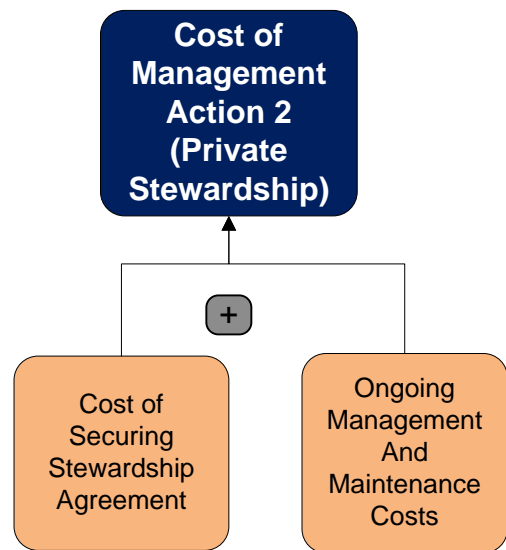 Cost of
Management
Action 2
(Private
Stewardship)
+
Cost of
Securing
Stewardship
Agreement
Ongoing
Management
And
Maintenance
Costs